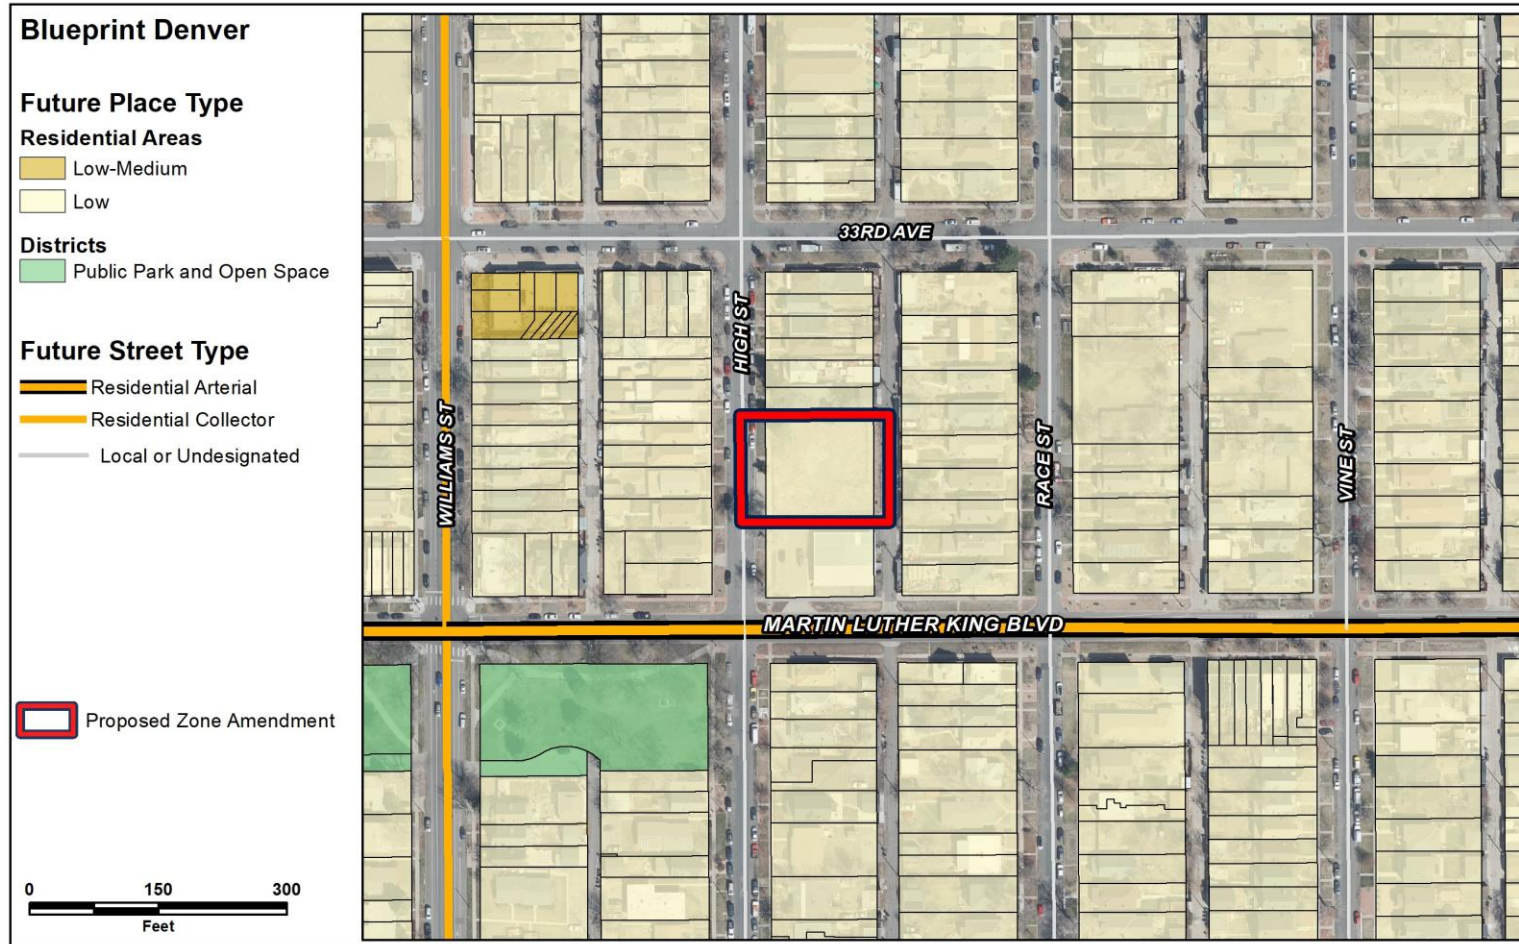 Blueprint Denver
Future Place Type
Residential Areas
Low-Medium
Low
Districts
Public Park and Open Space
Future Street Type
Residential Arterial
Residential Collector
Local or Undesignated
Proposed Zone Amendment
0 150 300
Feet
33RD AVE
HIGH ST
WILLIAMS ST
RACE ST
VINE ST
MARTIN LUTHER KING BLVD